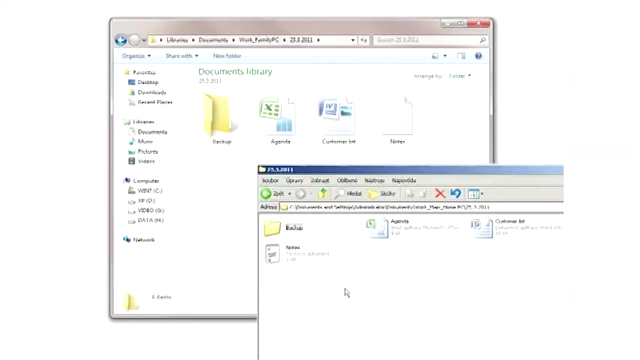 Libraries ▸ Documents ▸ Work_FamilyPC ▸ 25.3.2011 ▸
Search 25.3.2011
Organize ▾ Share with ▾ New folder
Favorites
Desktop
Downloads
Recent Places
Libraries
Documents
Music
Pictures
Videos
Computer
WIN7 (C:)
XP (D:)
VIDEO (G:)
DATA (H:)
Network
Documents library
25.3.2011
Arrange by: Folder ▾
Backup
Agenda
Customer list
Notes
25.3.2011
Soubor Úpravy Zobrazit Oblíbené Nástroje Nápověda
Zpět
Hledat
Složky
Adresa
Backup
Agenda
Customer list
Notes